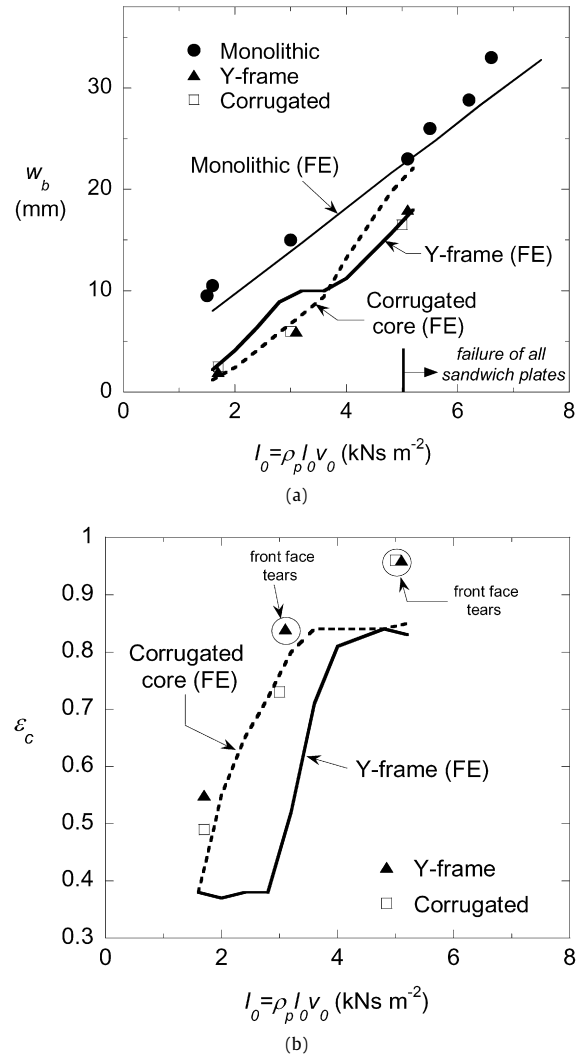 Monolithic
Y-frame
Corrugated
30
20
10
0
w_b
(mm)
Monolithic (FE)
Y-frame (FE)
Corrugated
core (FE)
failure of all
sandwich plates
0 2 4 6 8
I_0=ρ_p l_0 v_0 (kNs m⁻²)
(a)
1
0.9
0.8
0.7
0.6
0.5
0.4
0.3
ε_c
front face
tears
front face
tears
Corrugated
core (FE)
Y-frame (FE)
Y-frame
Corrugated
0 2 4 6 8
I_0=ρ_p l_0 v_0 (kNs m⁻²)
(b)